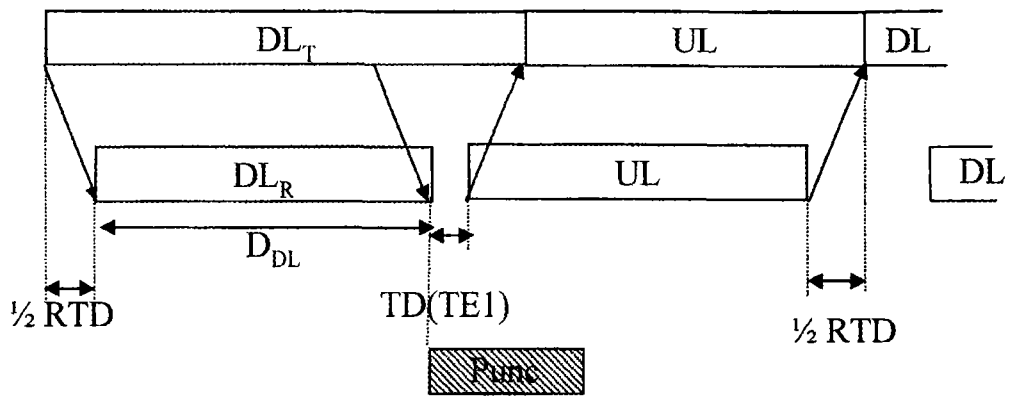 DL_T UL DL
DL_R UL DL
D_DL
½ RTD TD(TE1) ½ RTD
Punc